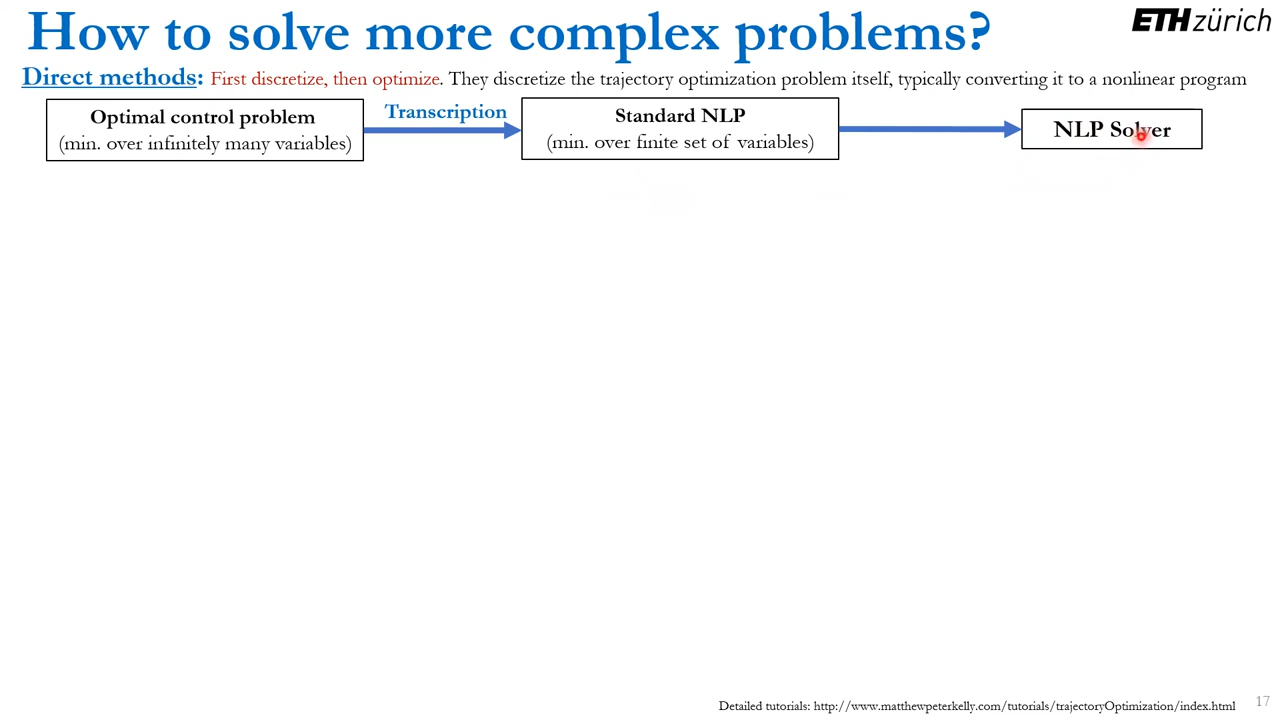 How to solve more complex problems?
ETH zürich
Direct methods: First discretize, then optimize. They discretize the trajectory optimization problem itself, typically converting it to a nonlinear program
Optimal control problem
(min. over infinitely many variables)
Transcription
Standard NLP
(min. over finite set of variables)
NLP Solver
Detailed tutorials: http://www.matthewpeterkelly.com/tutorials/trajectoryOptimization/index.html
17